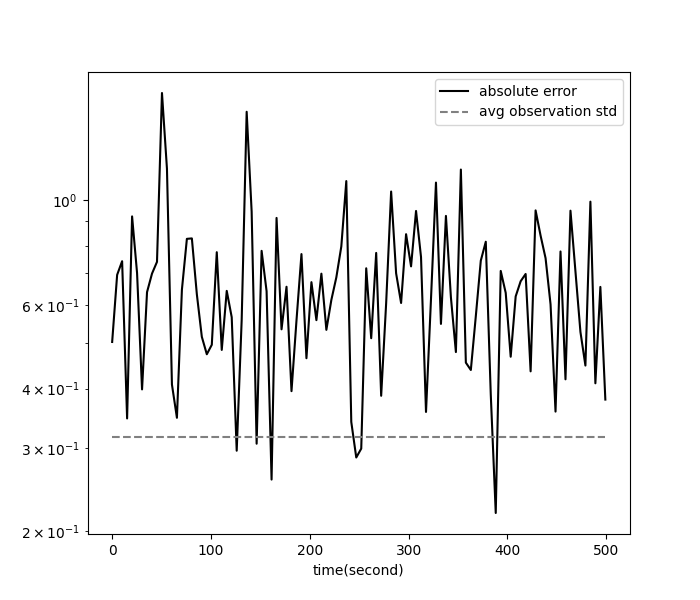 absolute error
avg observation std
10⁰
6 × 10⁻¹
4 × 10⁻¹
3 × 10⁻¹
2 × 10⁻¹
0 100 200 300 400 500
time(second)